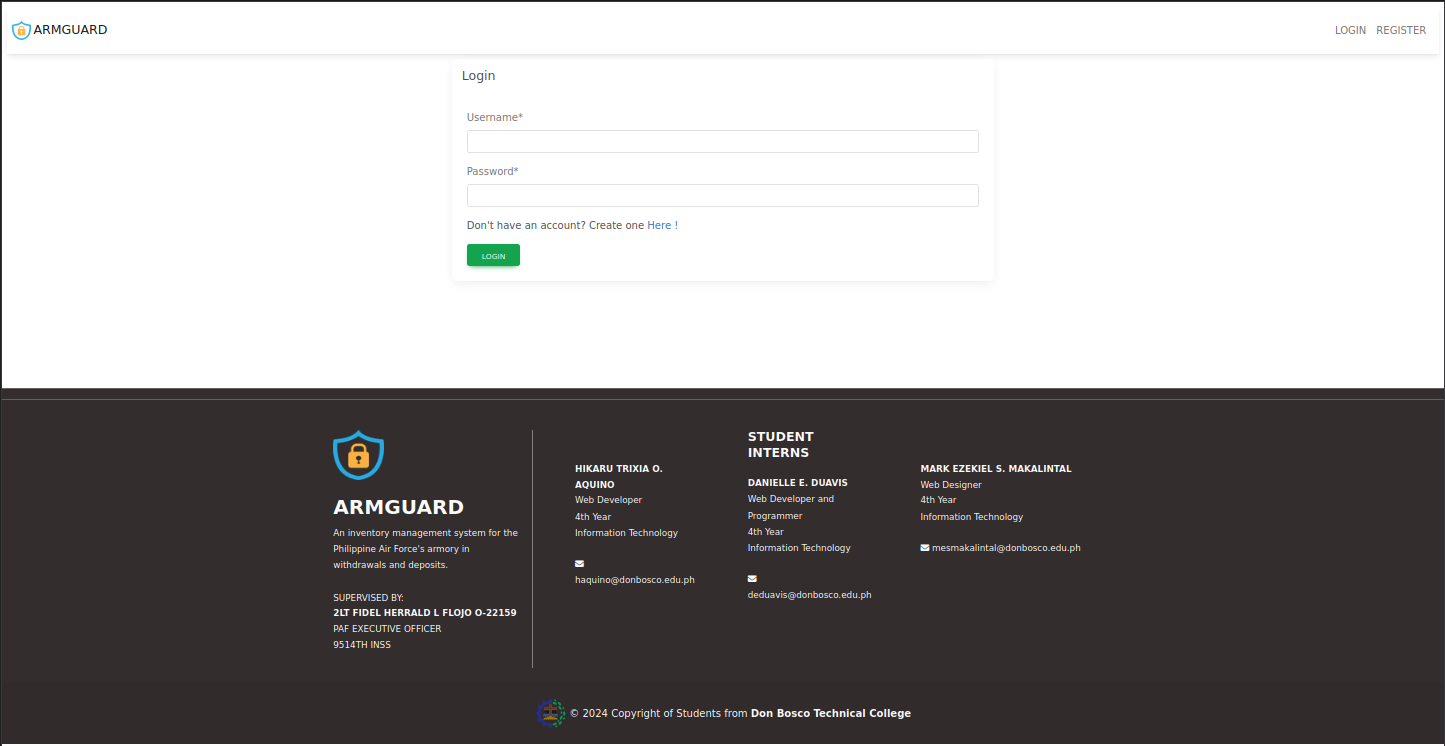 ARMGUARD
LOGIN REGISTER
Login
Username*
Password*
Don't have an account? Create one Here !
LOGIN
ARMGUARD
An inventory management system for the
Philippine Air Force's armory in
withdrawals and deposits.
SUPERVISED BY:
2LT FIDEL HERRALD L FLOJO O-22159
PAF EXECUTIVE OFFICER
9514TH INSS
HIKARU TRIXIA O.
AQUINO
Web Developer
4th Year
Information Technology
haquino@donbosco.edu.ph
STUDENT
INTERNS
DANIELLE E. DUAVIS
Web Developer and
Programmer
4th Year
Information Technology
deduavis@donbosco.edu.ph
MARK EZEKIEL S. MAKALINTAL
Web Designer
4th Year
Information Technology
mesmakalintal@donbosco.edu.ph
© 2024 Copyright of Students from Don Bosco Technical College